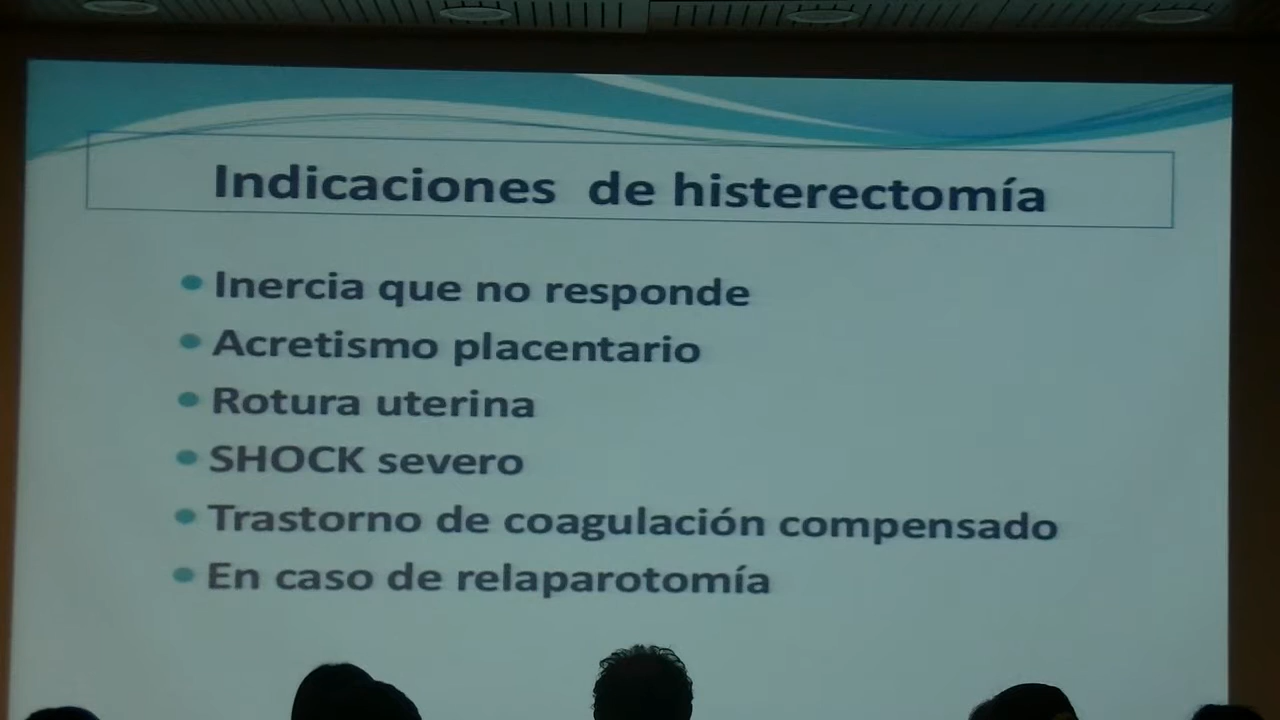 Indicaciones de histerectomía
Inercia que no responde
Acretismo placentario
Rotura uterina
SHOCK severo
Trastorno de coagulación compensado
En caso de relaparotomía